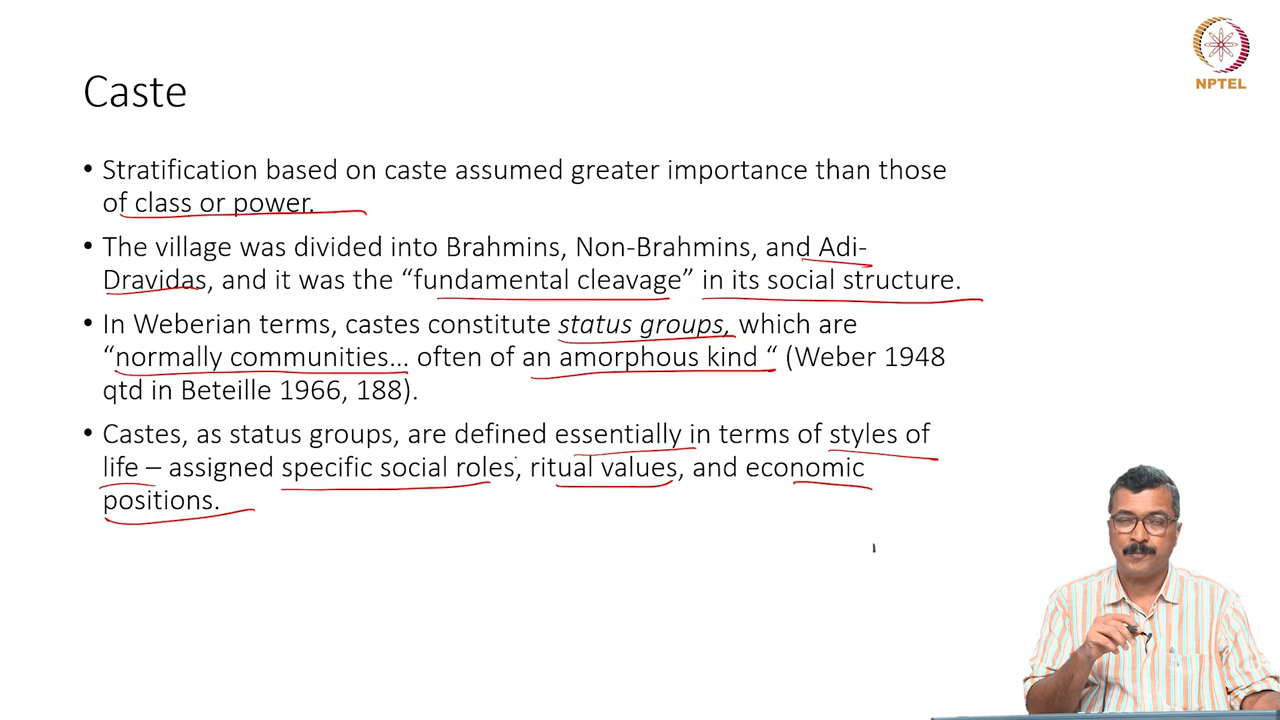 NPTEL
Caste
• Stratification based on caste assumed greater importance than those
of class or power.
• The village was divided into Brahmins, Non-Brahmins, and Adi-
Dravidas, and it was the “fundamental cleavage” in its social structure.
• In Weberian terms, castes constitute status groups, which are
“normally communities... often of an amorphous kind “ (Weber 1948
qtd in Beteille 1966, 188).
• Castes, as status groups, are defined essentially in terms of styles of
life – assigned specific social roles, ritual values, and economic
positions.